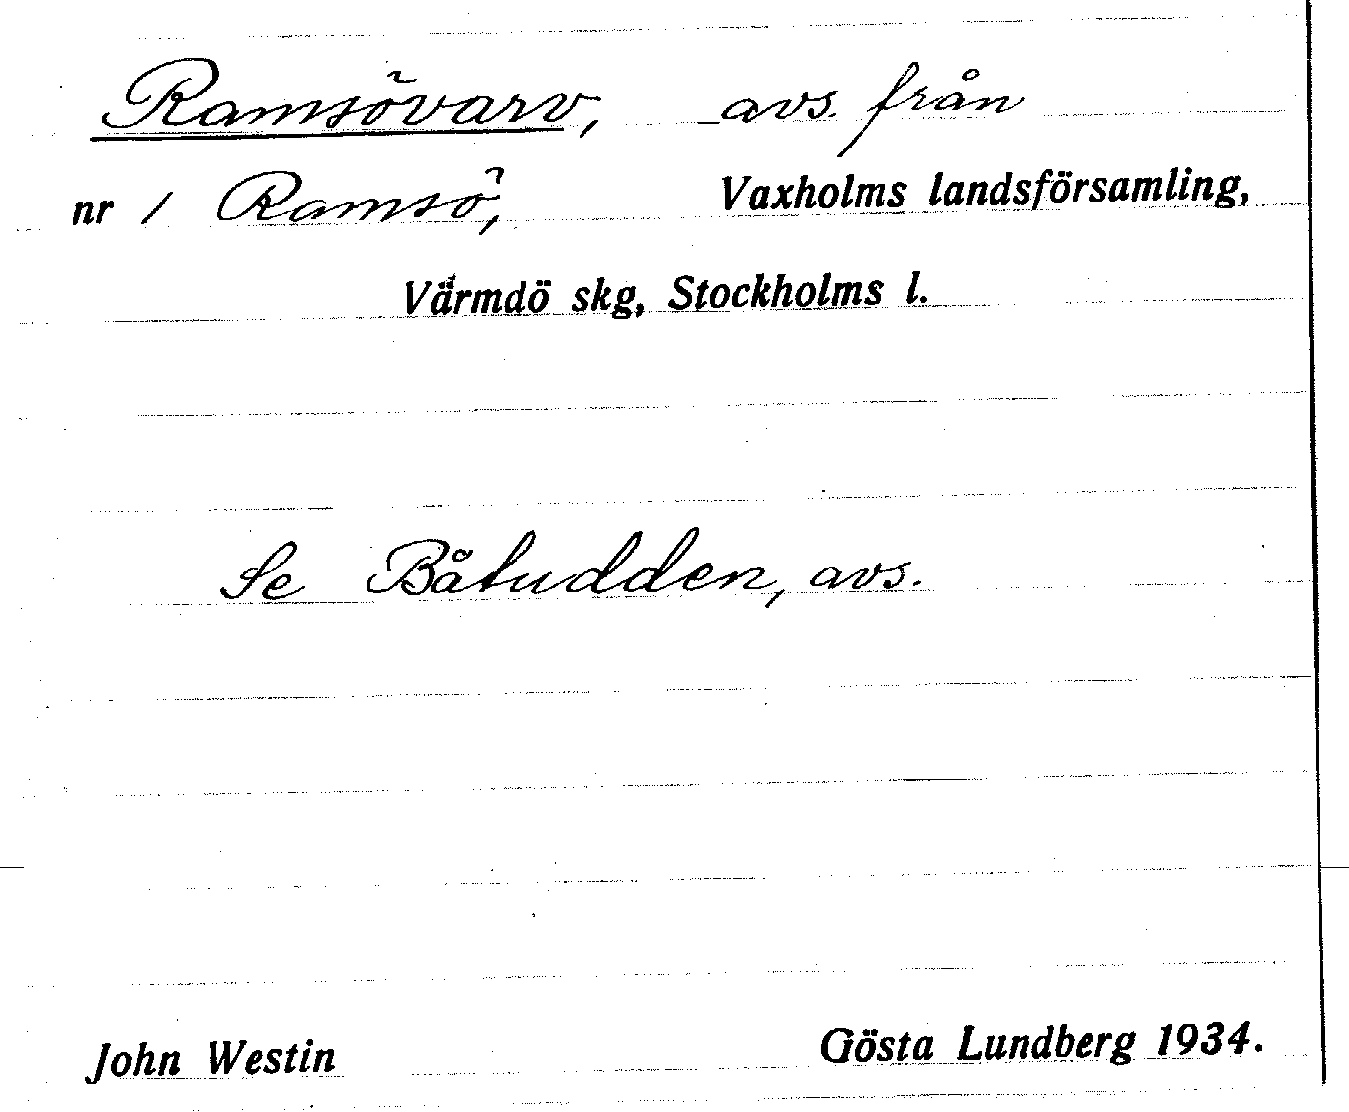 Ramsövarv, avs. från
nr 1 Ramsö, Vaxholms landsförsamling,
Värmdö skg, Stockholms l.
Se Båtudden, avs.
John Westin Gösta Lundberg 1934.